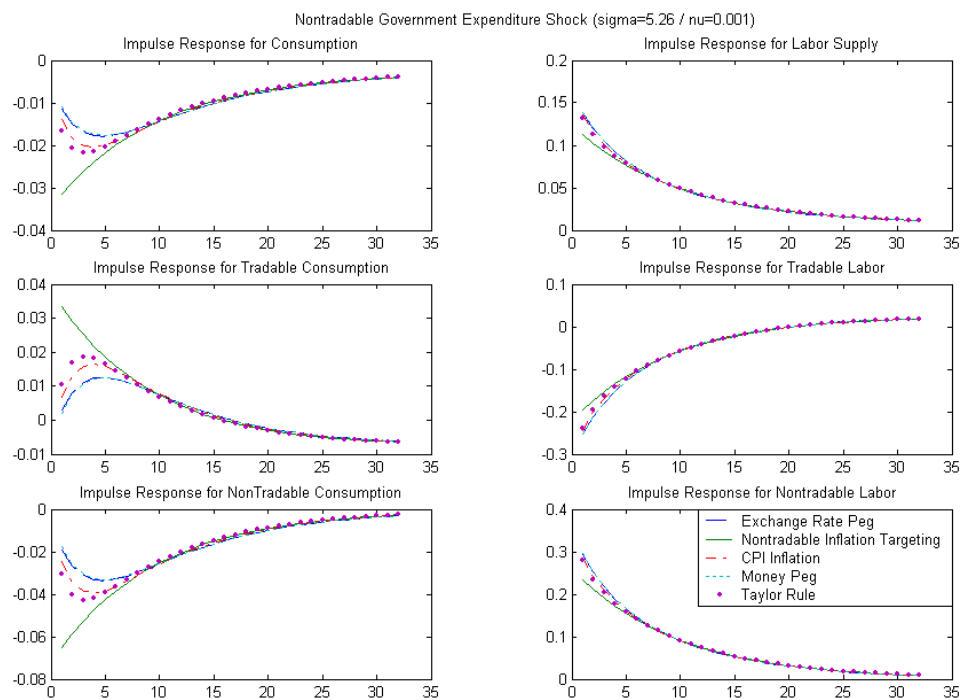 Nontradable Government Expenditure Shock (sigma=5.26 / nu=0.001)
Impulse Response for Consumption
0
-0.01
-0.02
-0.03
-0.04
0 5 10 15 20 25 30 35
Impulse Response for Labor Supply
0.2
0.15
0.1
0.05
0
0 5 10 15 20 25 30 35
Impulse Response for Tradable Consumption
0.04
0.03
0.02
0.01
0
-0.01
0 5 10 15 20 25 30 35
Impulse Response for Tradable Labor
0.1
0
-0.1
-0.2
-0.3
0 5 10 15 20 25 30 35
Impulse Response for NonTradable Consumption
0
-0.02
-0.04
-0.06
-0.08
0 5 10 15 20 25 30 35
Impulse Response for Nontradable Labor
0.4
0.3
0.2
0.1
0
0 5 10 15 20 25 30 35
Exchange Rate Peg
Nontradable Inflation Targeting
CPI Inflation
Money Peg
Taylor Rule